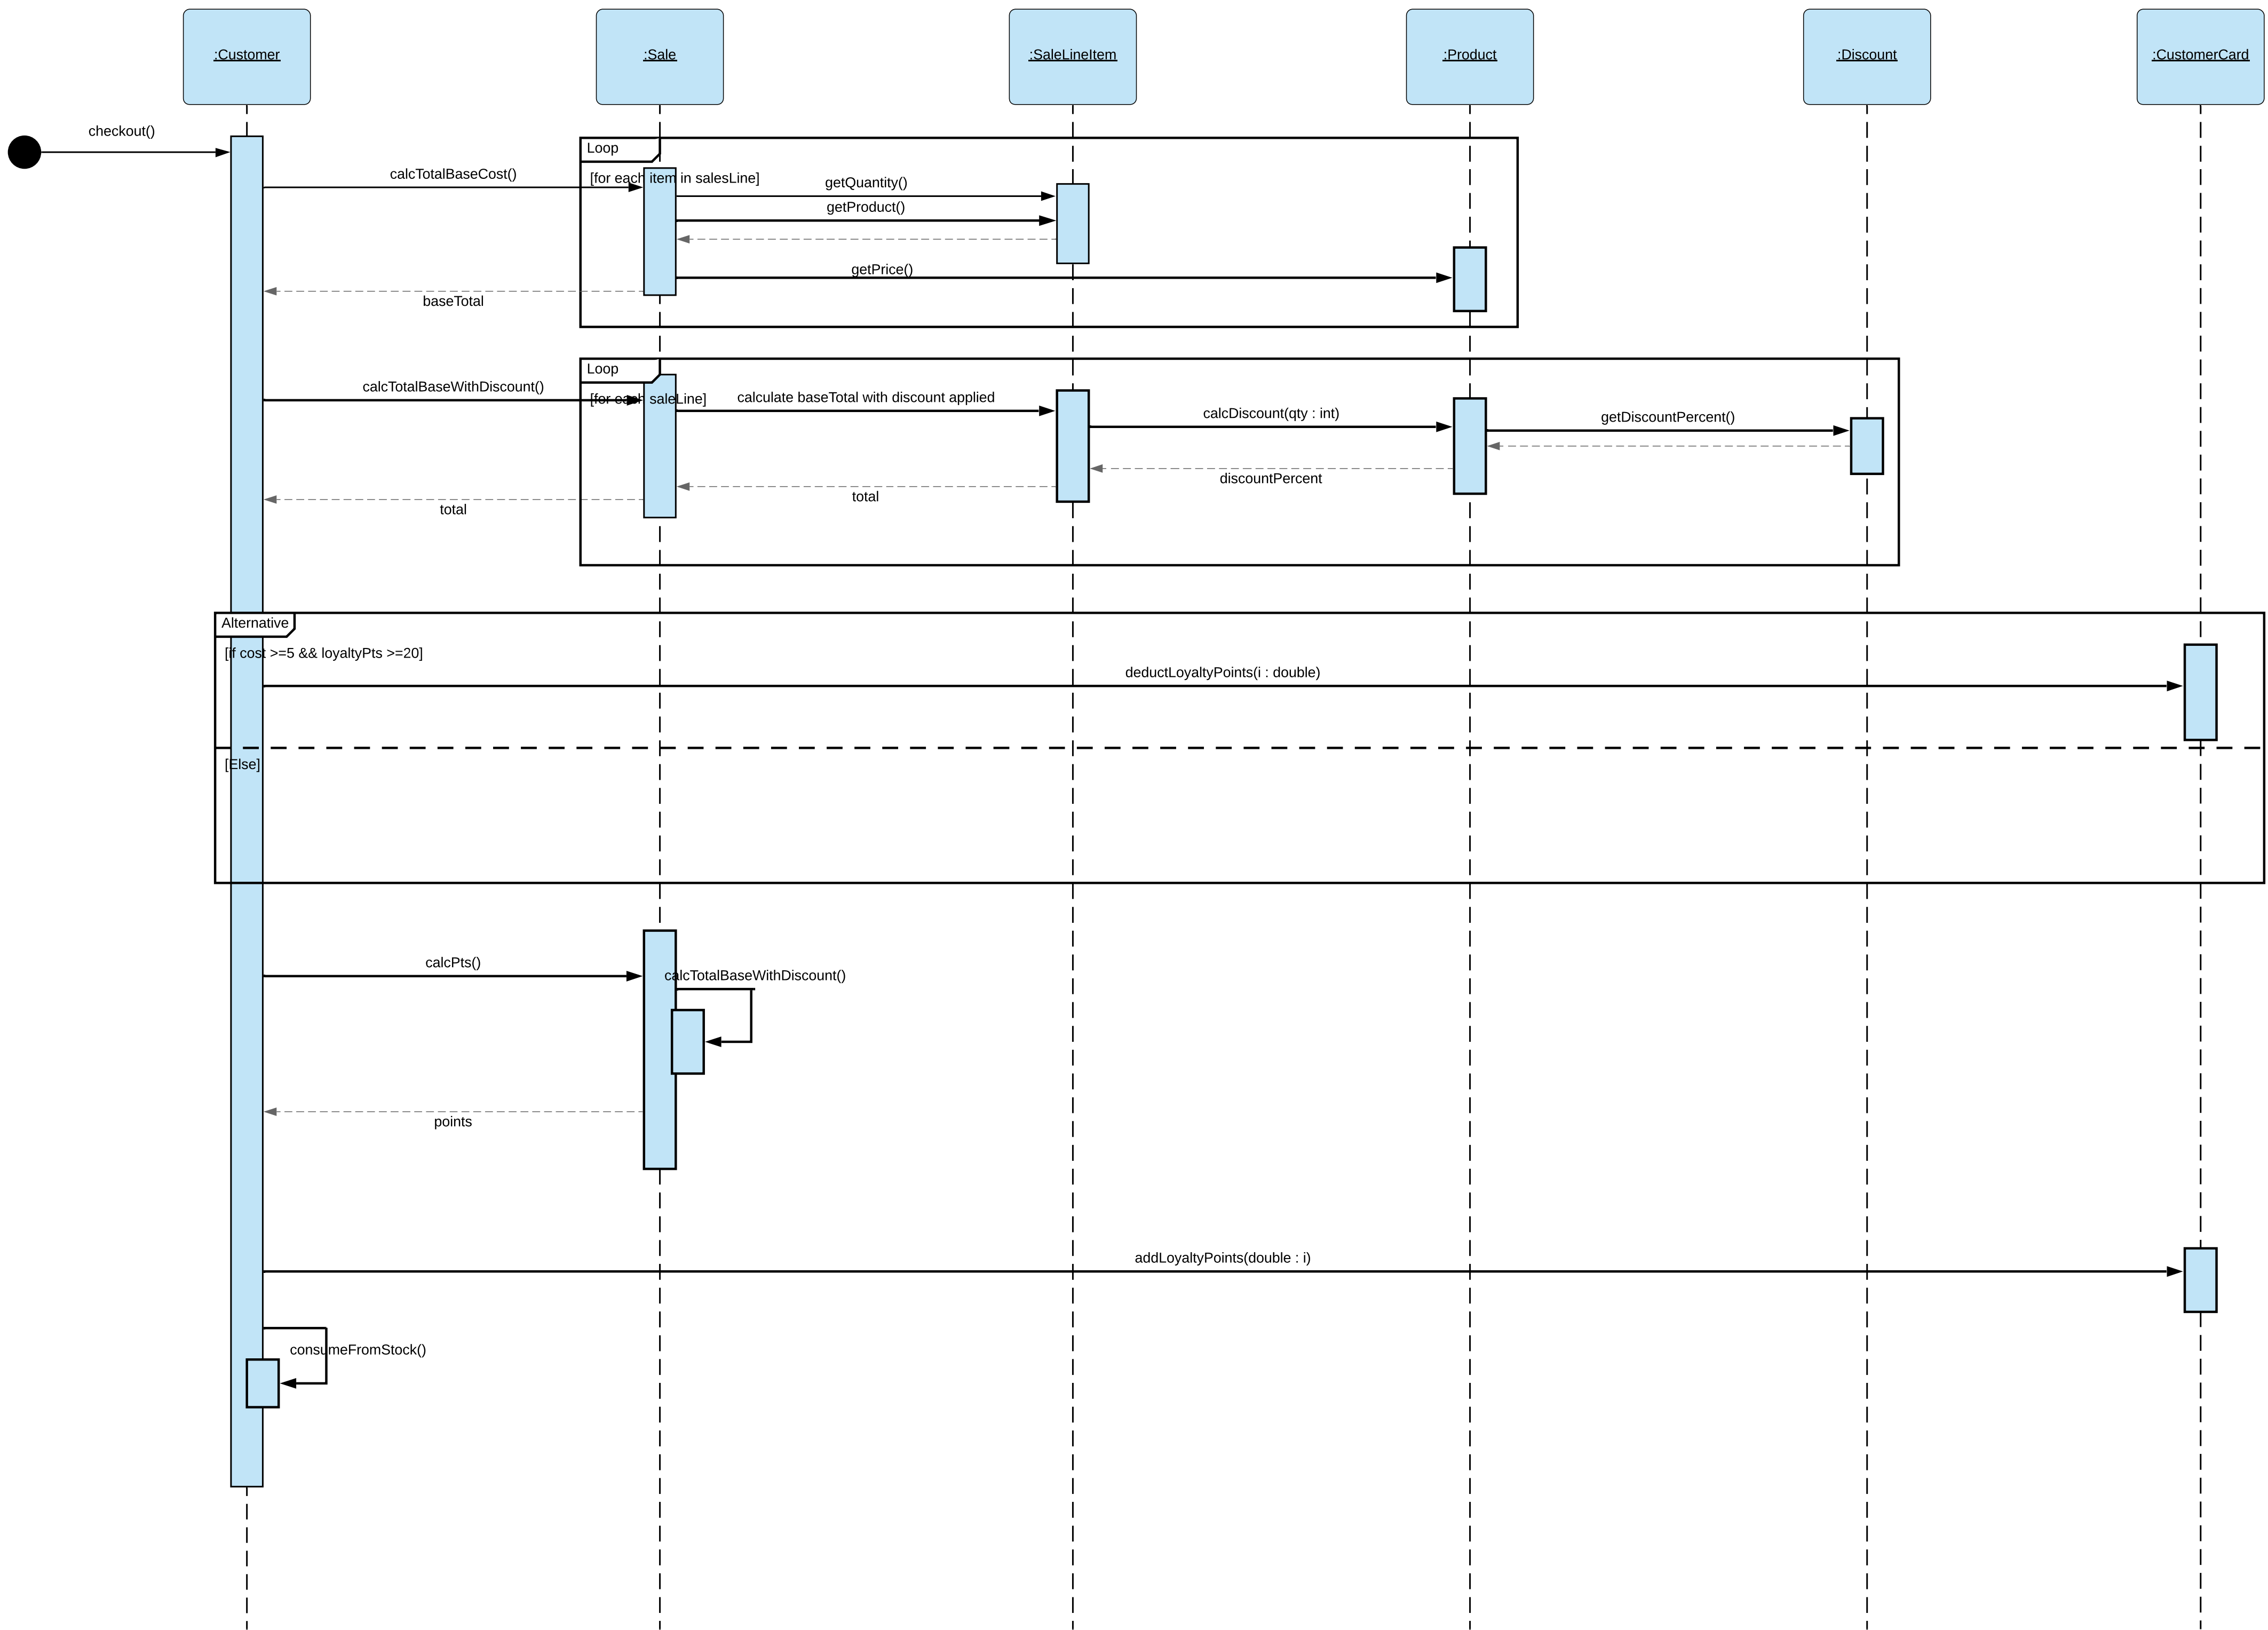 :Customer
:Sale
:SaleLineItem
:Product
:Discount
:CustomerCard
checkout()
Loop
calcTotalBaseCost()
[for each item in salesLine]
getQuantity()
getProduct()
getPrice()
baseTotal
Loop
calcTotalBaseWithDiscount()
[for each saleLine]
calculate baseTotal with discount applied
calcDiscount(qty : int)
getDiscountPercent()
discountPercent
total
total
Alternative
[if cost >=5 && loyaltyPts >=20]
deductLoyaltyPoints(i : double)
[Else]
calcPts()
calcTotalBaseWithDiscount()
points
addLoyaltyPoints(double : i)
consumeFromStock()